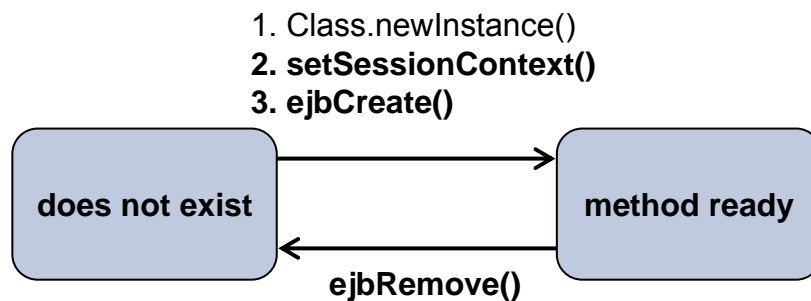 1. Class.newInstance()
2. setSessionContext()
3. ejbCreate()
does not exist
method ready
ejbRemove()